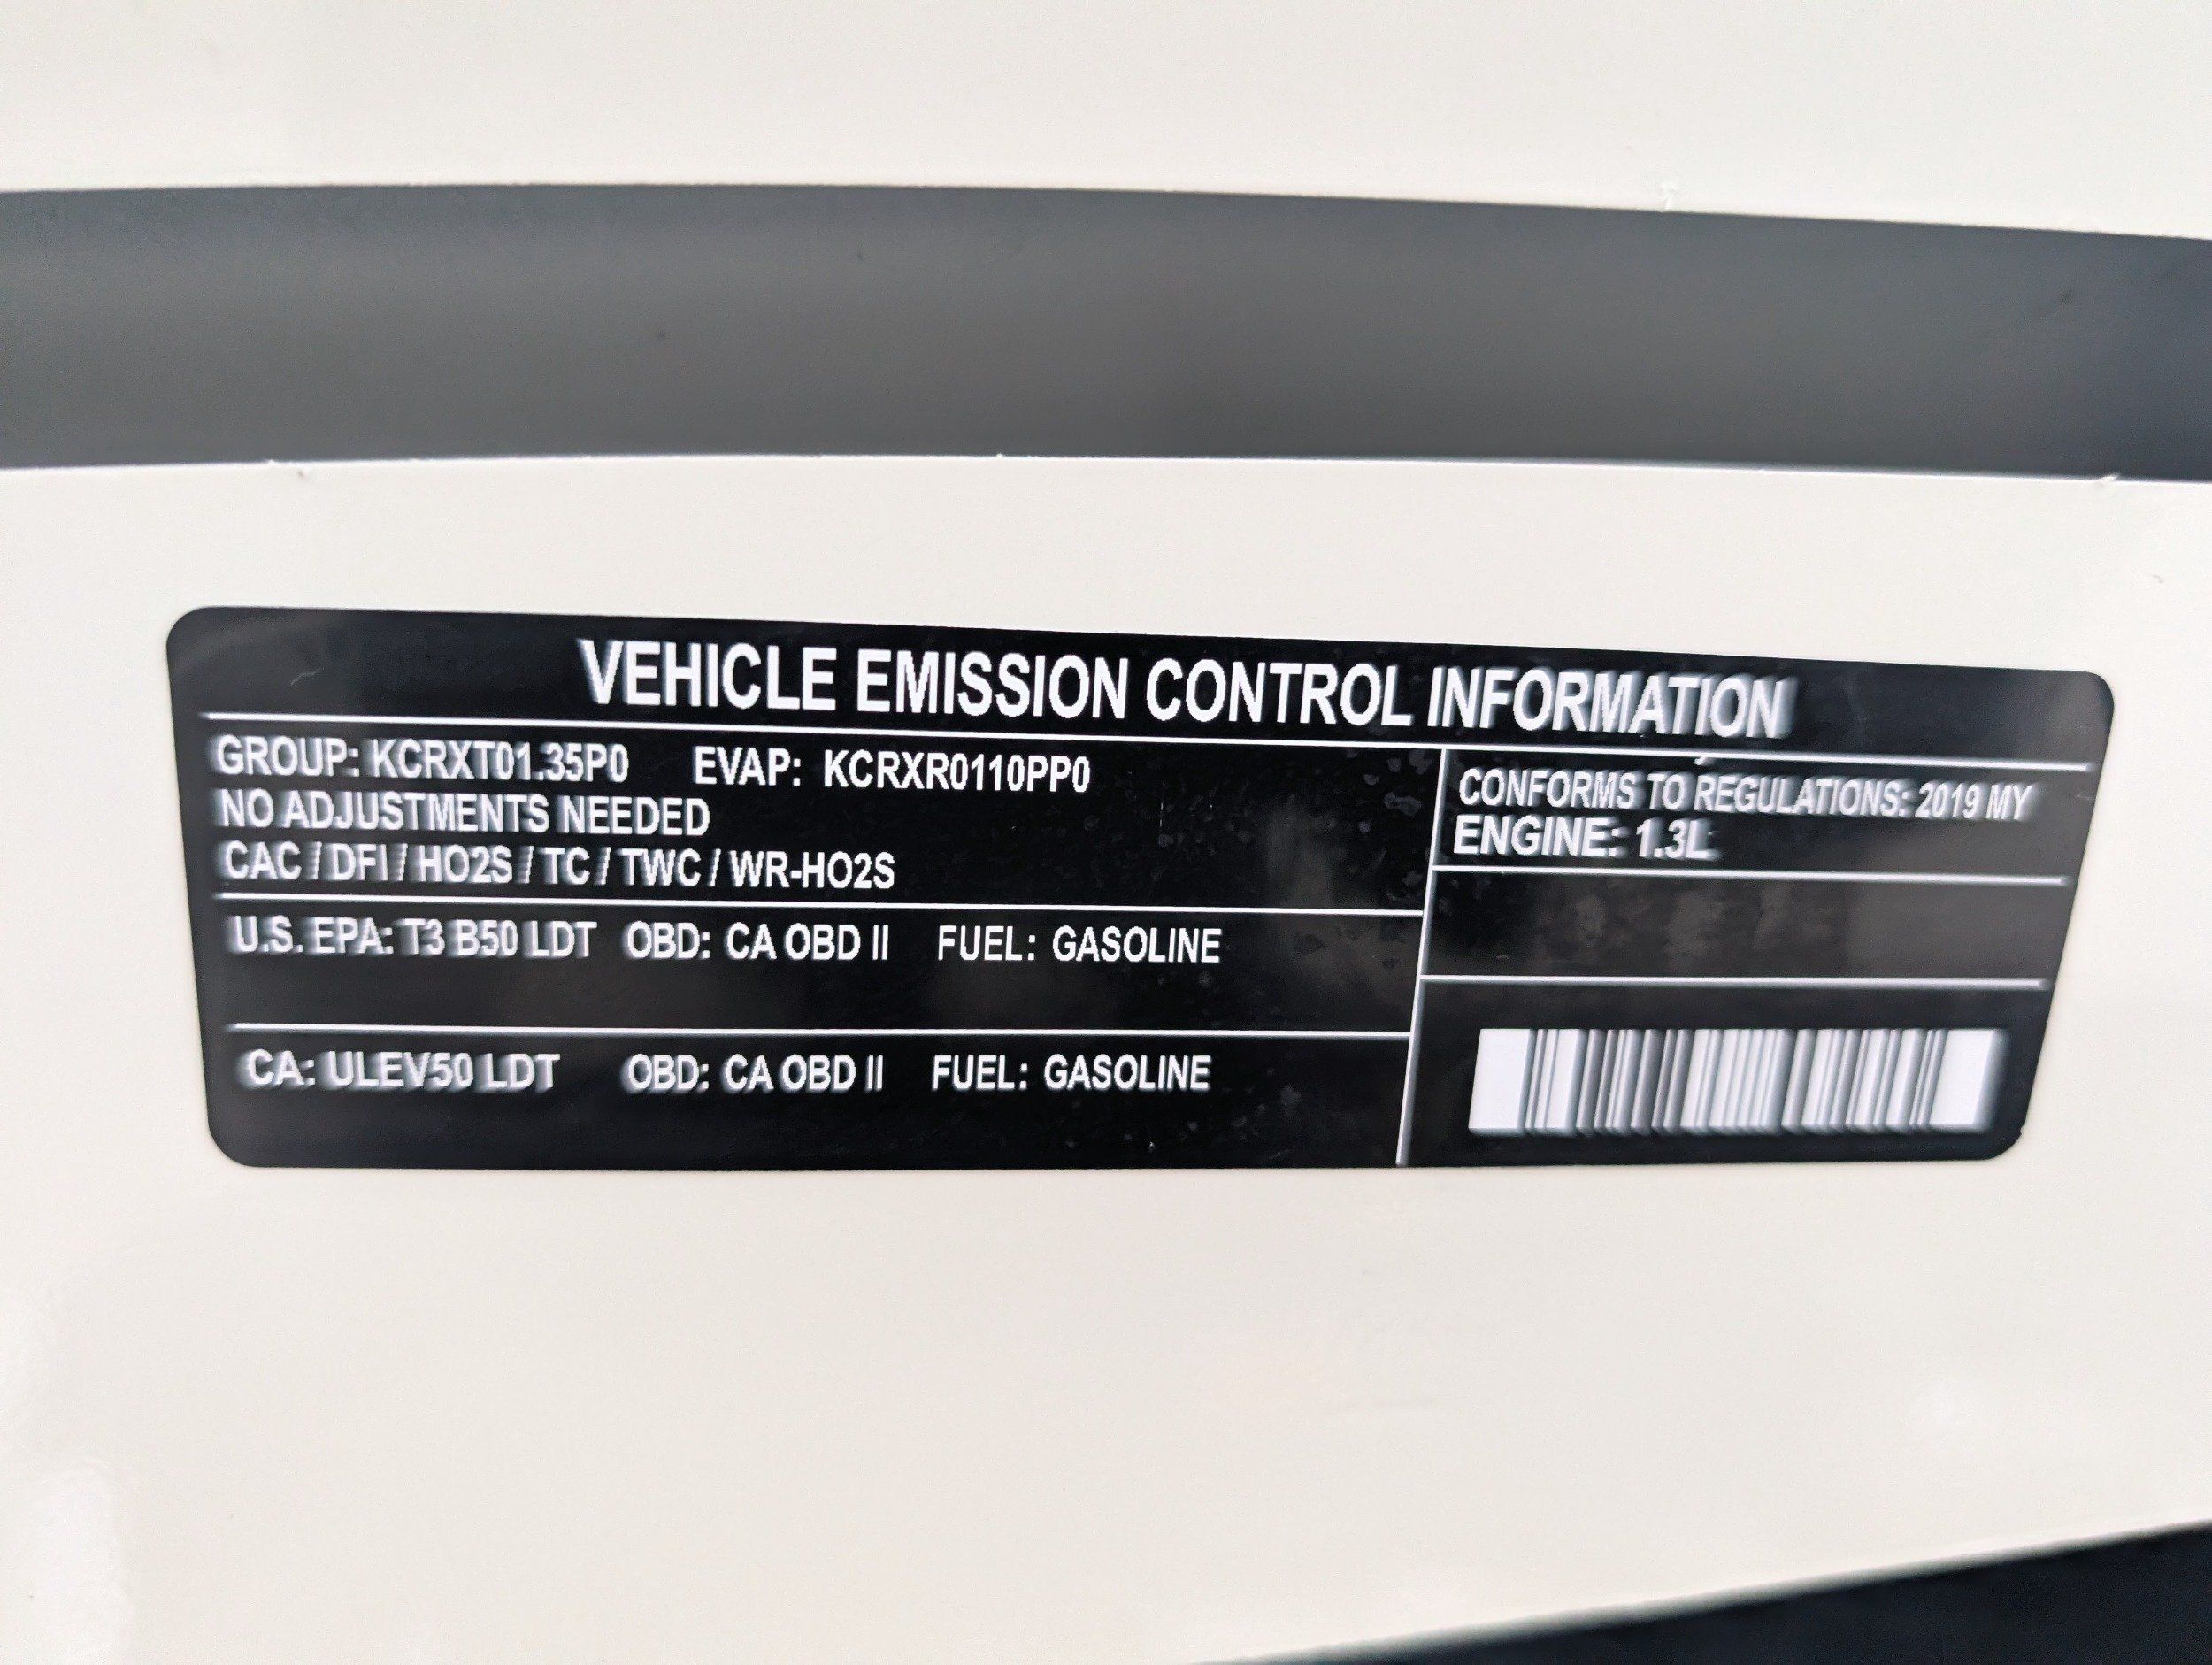 VEHICLE EMISSION CONTROL INFORMATION
GROUP: KCRXT01.35P0 EVAP: KCRXR0110PP0
NO ADJUSTMENTS NEEDED
CAC / DFI / HO2S / TC / TWC / WR-HO2S
U.S. EPA: T3 B50 LDT OBD: CA OBD II FUEL: GASOLINE
CA: ULEV50 LDT OBD: CA OBD II FUEL: GASOLINE
CONFORMS TO REGULATIONS: 2019 MY
ENGINE: 1.3L